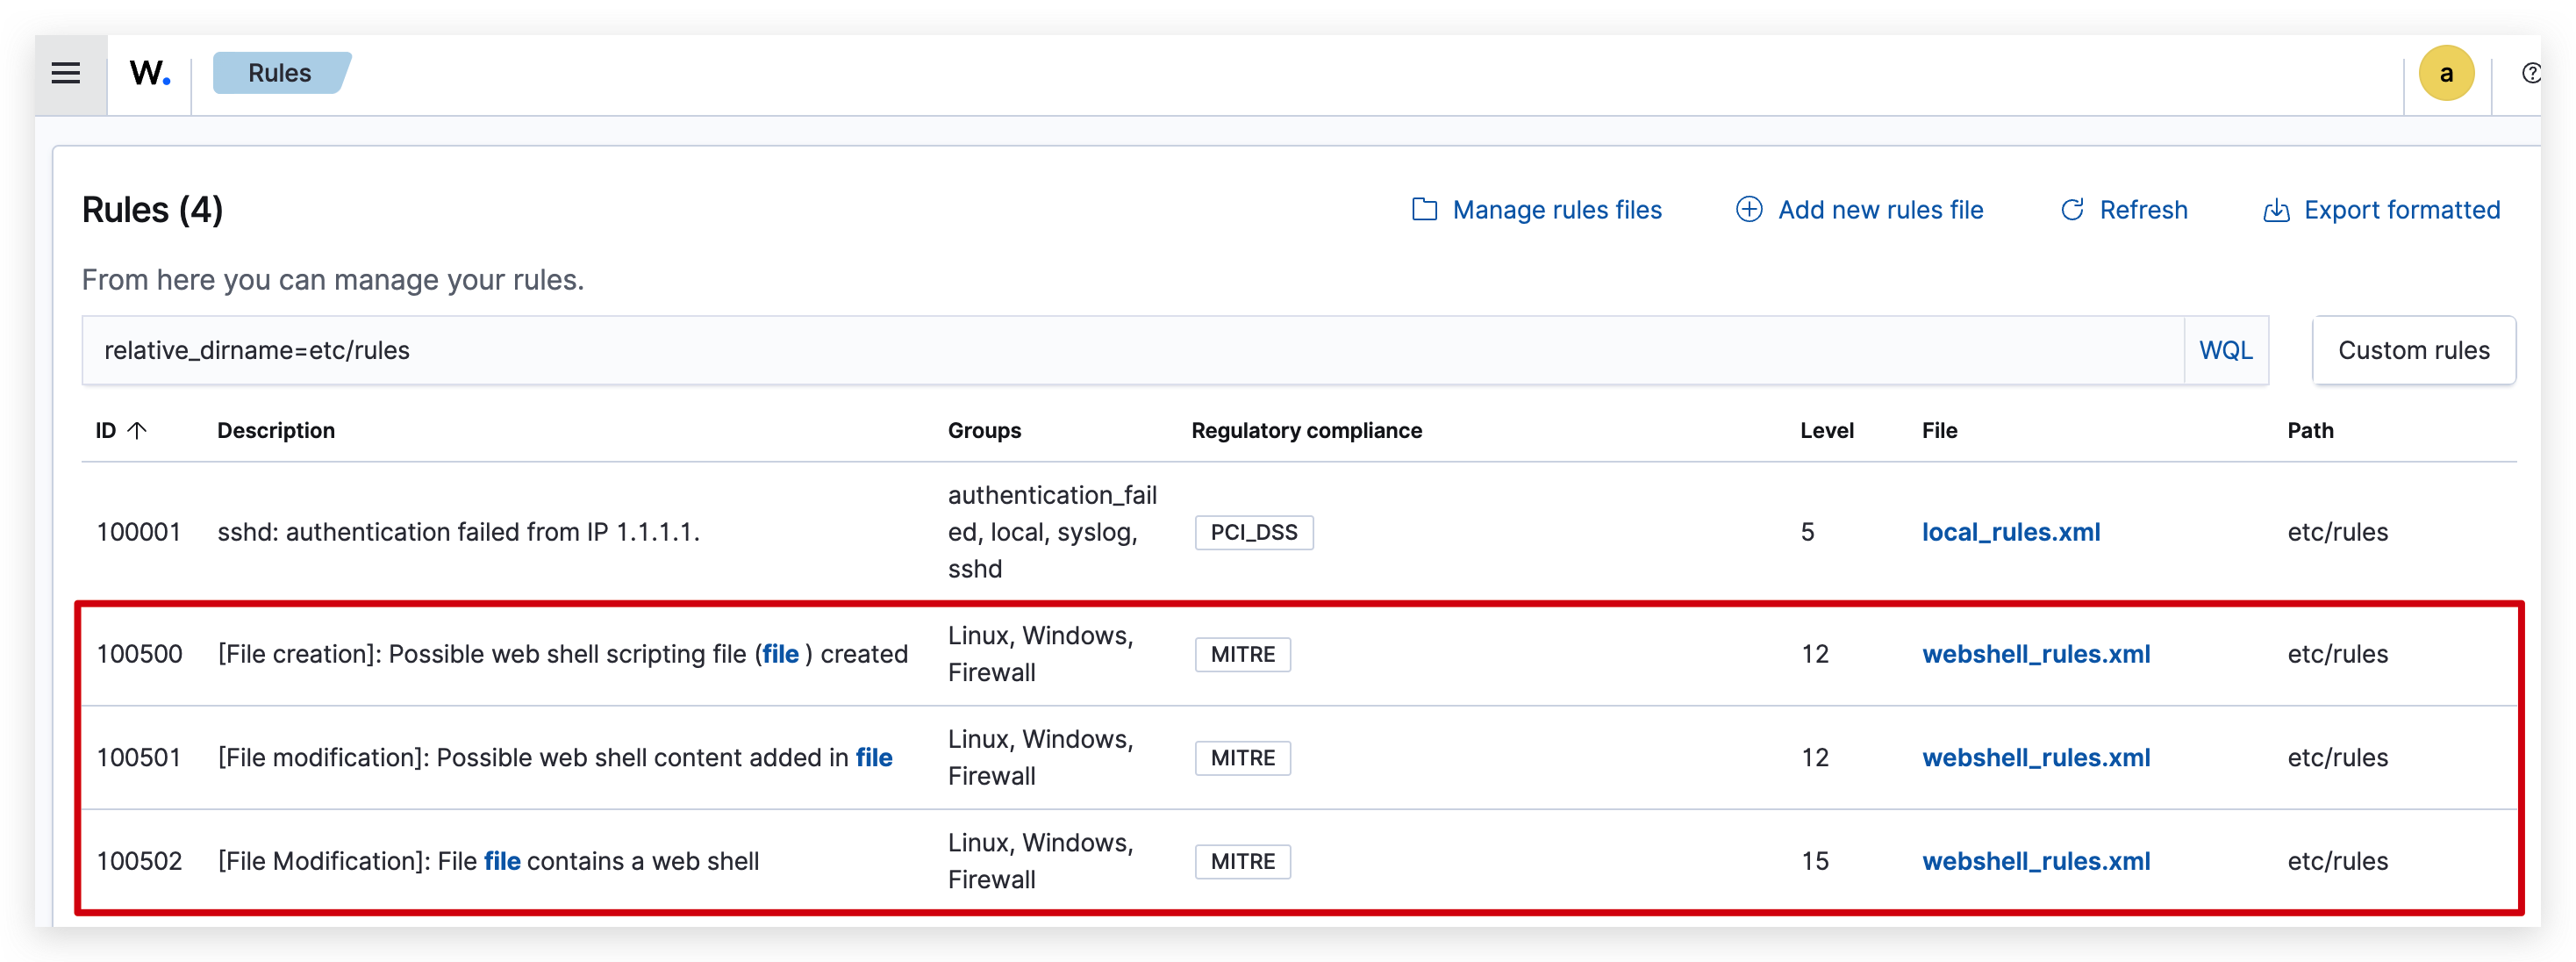 W.
Rules
a
Rules (4)
Manage rules files
Add new rules file
Refresh
Export formatted
From here you can manage your rules.
relative_dirname=etc/rules
WQL
Custom rules
ID Description Groups Regulatory compliance Level File Path
authentication_fail
100001 sshd: authentication failed from IP 1.1.1.1. ed, local, syslog, PCI_DSS 5 local_rules.xml etc/rules
sshd
Linux, Windows,
100500 [File creation]: Possible web shell scripting file (file ) created MITRE 12 webshell_rules.xml etc/rules
Firewall
Linux, Windows,
100501 [File modification]: Possible web shell content added in file MITRE 12 webshell_rules.xml etc/rules
Firewall
Linux, Windows,
100502 [File Modification]: File file contains a web shell MITRE 15 webshell_rules.xml etc/rules
Firewall